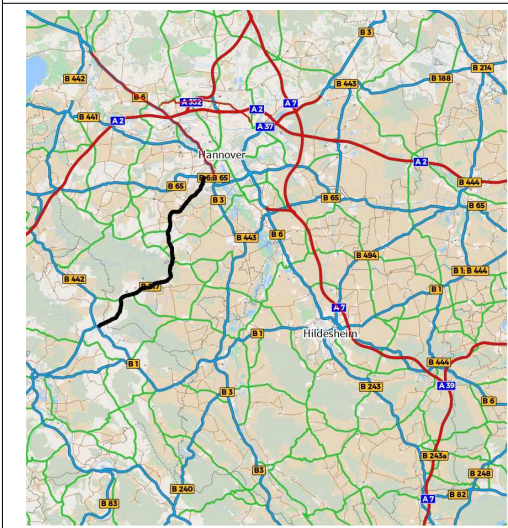 B 3
B 214
B 442
B 6
B 443
B 188
A 352
A 7
A 2
B 441
A 2
A 37
Hannover
A 2
B 65
B 6;B 65
B 444
B 3
B 65
B 65
B 443
B 6
B 494
B 442
B 1; B 444
B 1
A 7
B 1
Hildesheim
B 1
B 444
B 3
B 243
A 39
B 6
B 243a
B3
B 248
B 83
B 240
A 7
B 82